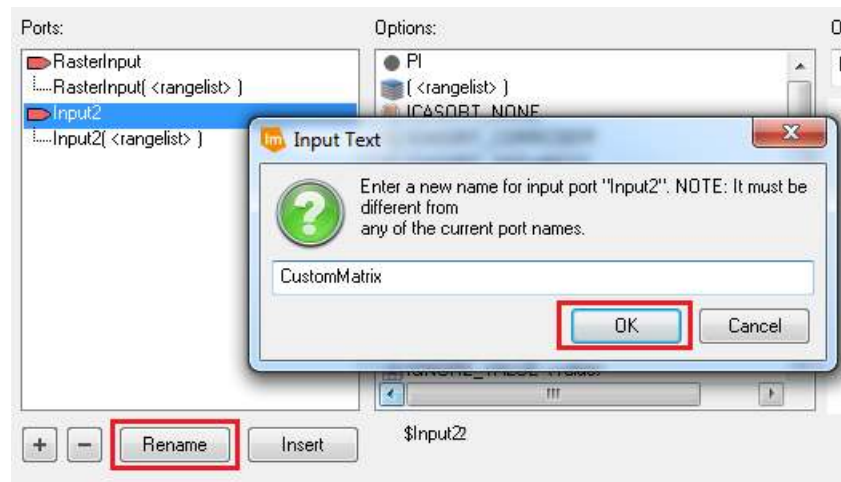 Ports:
Options:
RasterInput
RasterInput( <rangelist> )
Input2
Input2( <rangelist> )
PI
( <rangelist> )
ICASORT_NONE
Input Text
Enter a new name for input port "Input2". NOTE: It must be
different from
any of the current port names.
CustomMatrix
OK
Cancel
+
−
Rename
Insert